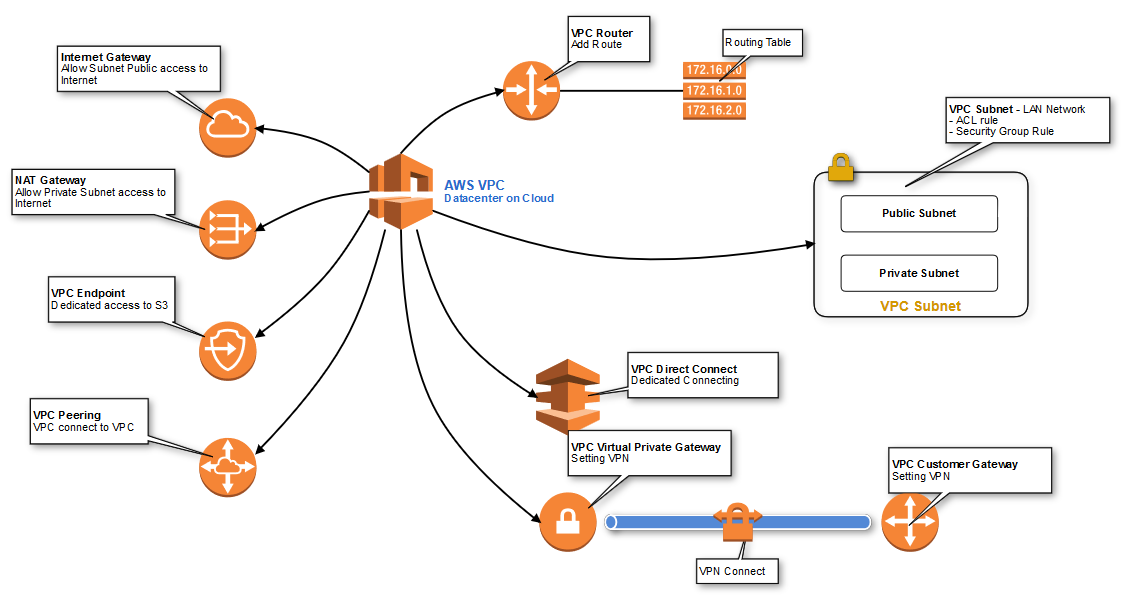 VPC Router
Add Route
Routing Table
Internet Gateway
Allow Subnet Public access to
Internet
172.16.0.0
172.16.1.0
172.16.2.0
VPC Subnet - LAN Network
- ACL rule
- Security Group Rule
NAT Gateway
Allow Private Subnet access to
Internet
AWS VPC
Datacenter on Cloud
Public Subnet
Private Subnet
VPC Subnet
VPC Endpoint
Dedicated access to S3
VPC Direct Connect
Dedicated Connecting
VPC Peering
VPC connect to VPC
VPC Virtual Private Gateway
Setting VPN
VPC Customer Gateway
Setting VPN
VPN Connect